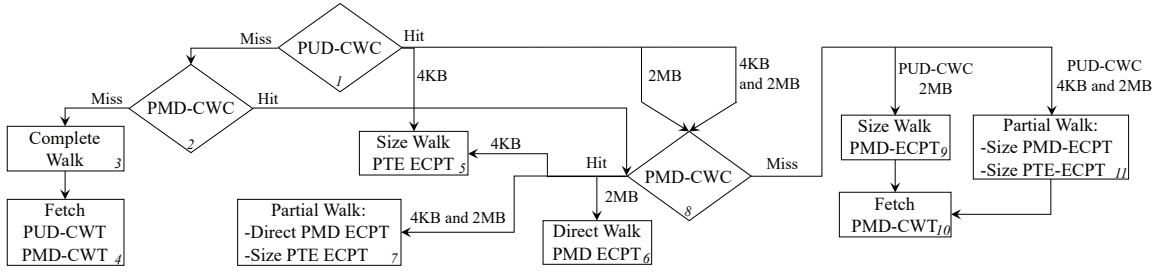 PUD-CWC
1
Miss
Hit
4KB
2MB
4KB
and 2MB
PUD-CWC
2MB
PUD-CWC
4KB and 2MB
PMD-CWC
2
Miss
Hit
Complete
Walk
3
Fetch
PUD-CWT
PMD-CWT
4
Size Walk
PTE ECPT
5
4KB
Hit
PMD-CWC
8
Miss
2MB
4KB and 2MB
Partial Walk:
-Direct PMD ECPT
-Size PTE ECPT
7
Direct Walk
PMD ECPT
6
Size Walk
PMD-ECPT
9
Partial Walk:
-Size PMD-ECPT
-Size PTE-ECPT
11
Fetch
PMD-CWT
10